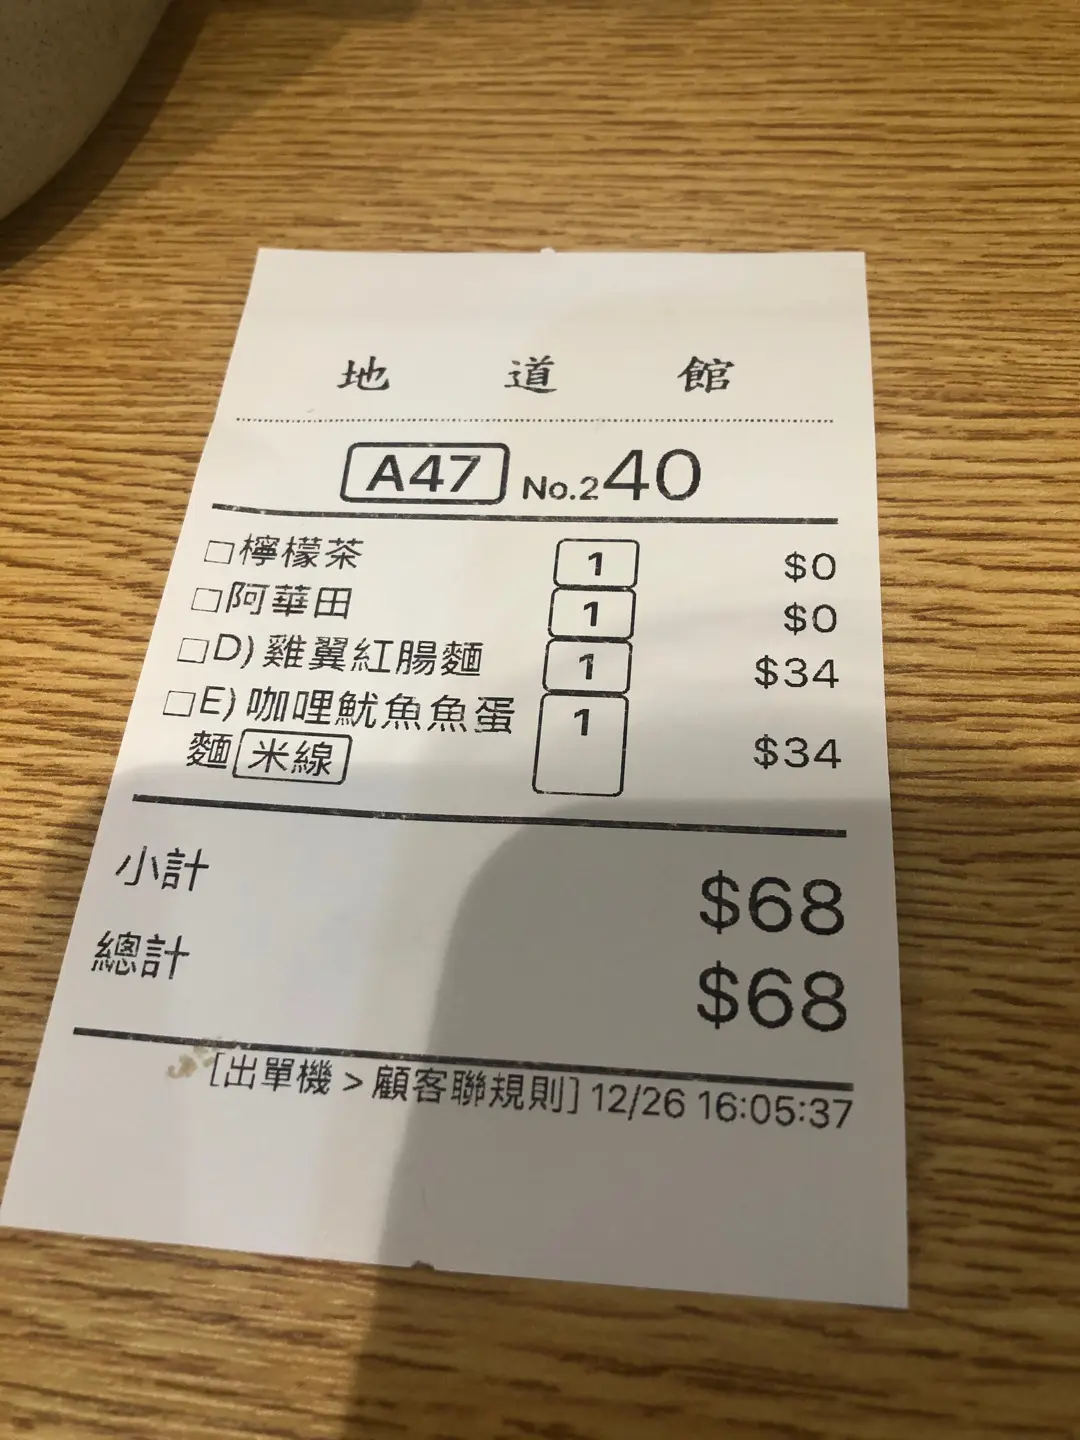 地道館
A47 No.240
□檸檬茶 1 $0
□阿華田 1 $0
□D) 雞翼紅腸麵 1 $34
□E) 咖哩魷魚魚蛋 1
麵 米線 $34
小計 $68
總計 $68
[出單機 > 顧客聯規則] 12/26 16:05:37